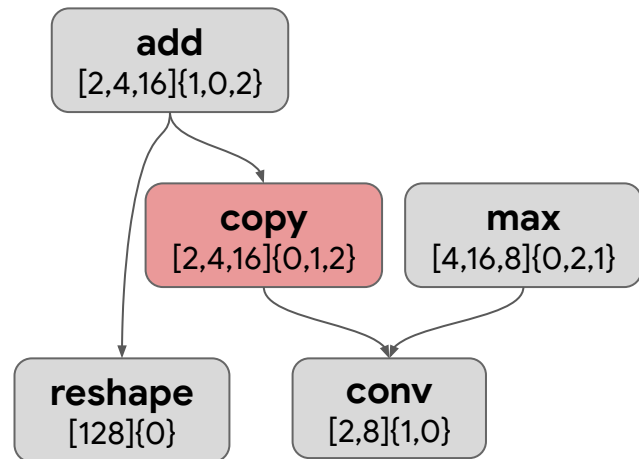 add
[2,4,16]{1,0,2}
copy
[2,4,16]{0,1,2}
max
[4,16,8]{0,2,1}
reshape
[128]{0}
conv
[2,8]{1,0}